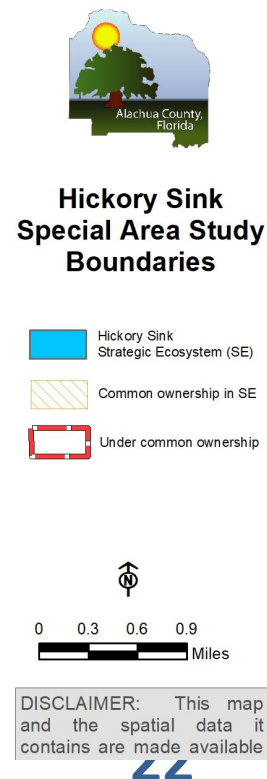 Alachua County,
Florida
Hickory Sink
Special Area Study
Boundaries
Hickory Sink
Strategic Ecosystem (SE)
Common ownership in SE
Under common ownership
N
0 0.3 0.6 0.9
Miles
DISCLAIMER: This map
and the spatial data it
contains are made available
22